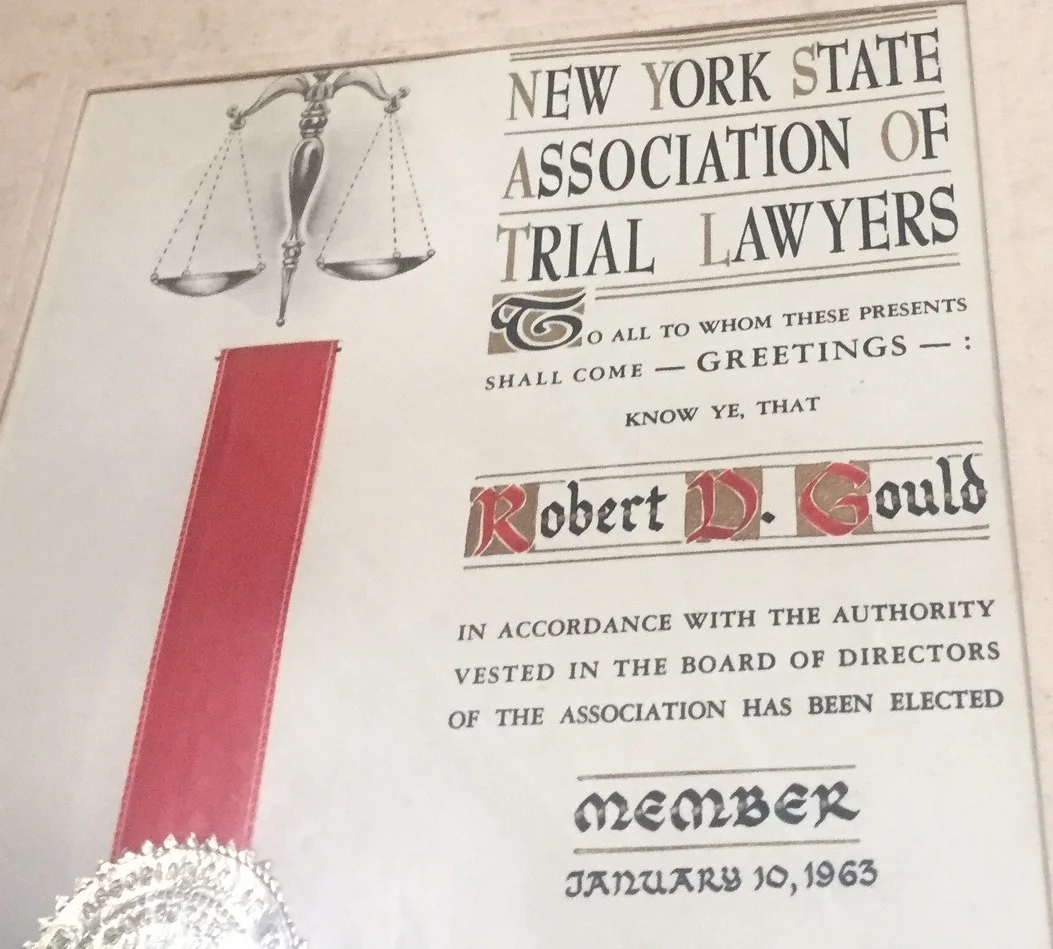 NEW YORK STATE
ASSOCIATION OF
TRIAL LAWYERS
TO ALL TO WHOM THESE PRESENTS
SHALL COME — GREETINGS — :
KNOW YE, THAT
Robert D. Gould
IN ACCORDANCE WITH THE AUTHORITY
VESTED IN THE BOARD OF DIRECTORS
OF THE ASSOCIATION HAS BEEN ELECTED
MEMBER
JANUARY 10, 1963